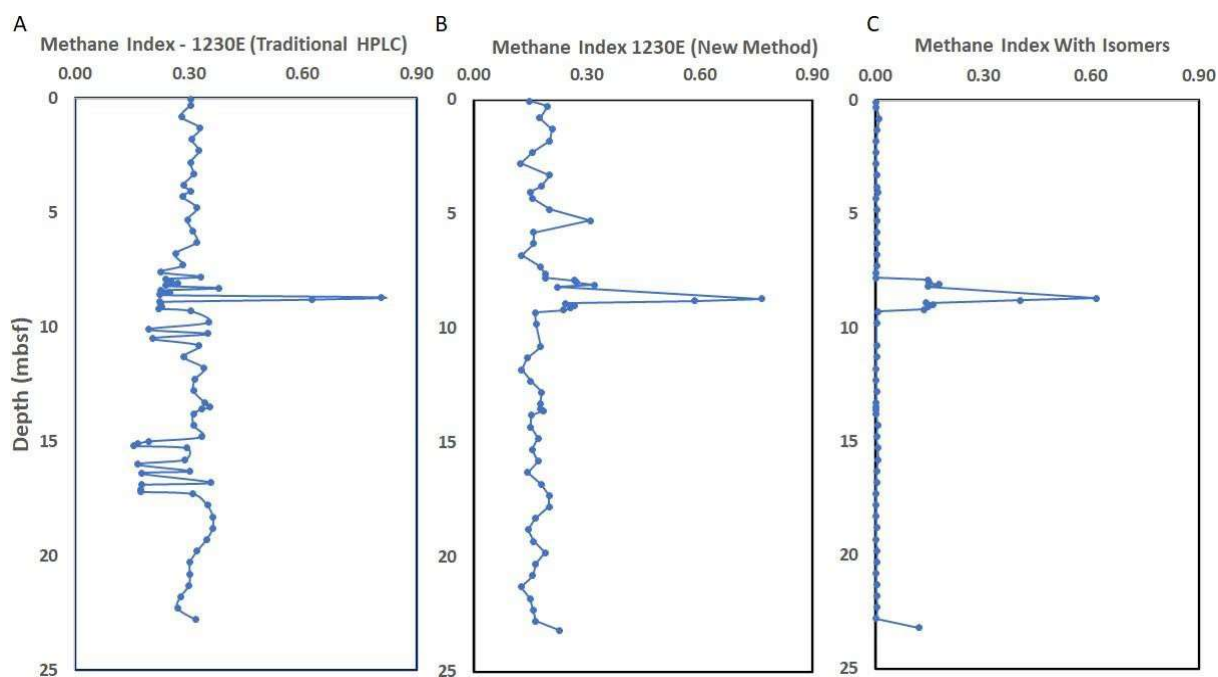 A
Methane Index - 1230E (Traditional HPLC)
0.00 0.30 0.60 0.90
0
5
10
15
20
25
Depth (mbsf)
B
Methane Index 1230E (New Method)
0.00 0.30 0.60 0.90
0
5
10
15
20
25
C
Methane Index With Isomers
0.00 0.30 0.60 0.90
0
5
10
15
20
25